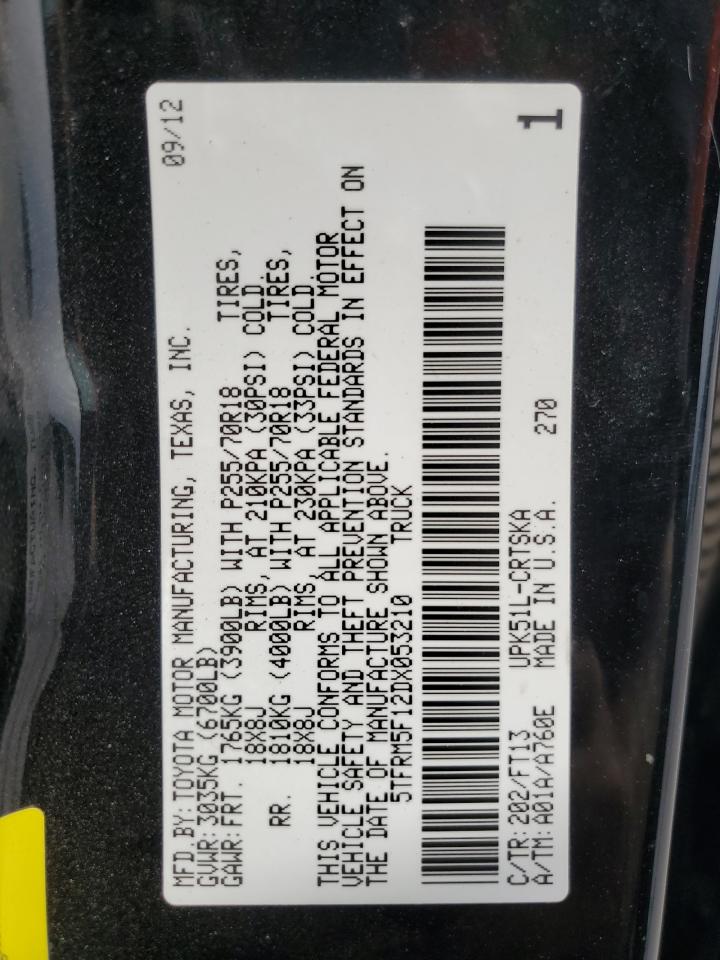 09/12
MFD.BY:TOYOTA MOTOR MANUFACTURING, TEXAS, INC.
GVWR:3035KG (6700LB)
GAWR:FRT. 1765KG (3900LB) WITH P255/70R18 TIRES,
18X8J RIMS, AT 210KPA (30PSI) COLD.
RR. 1810KG (4000LB) WITH P255/70R18 TIRES,
18X8J RIMS, AT 230KPA (33PSI) COLD.
THIS VEHICLE CONFORMS TO ALL APPLICABLE FEDERAL MOTOR
VEHICLE SAFETY AND THEFT PREVENTION STANDARDS IN EFFECT ON
THE DATE OF MANUFACTURE SHOWN ABOVE.
5TFRM5F12DX053210 TRUCK
C/TR:202/FT13 UPK51L-CRTSKA
A/TM:A01A/A760E MADE IN U.S.A. 270
1